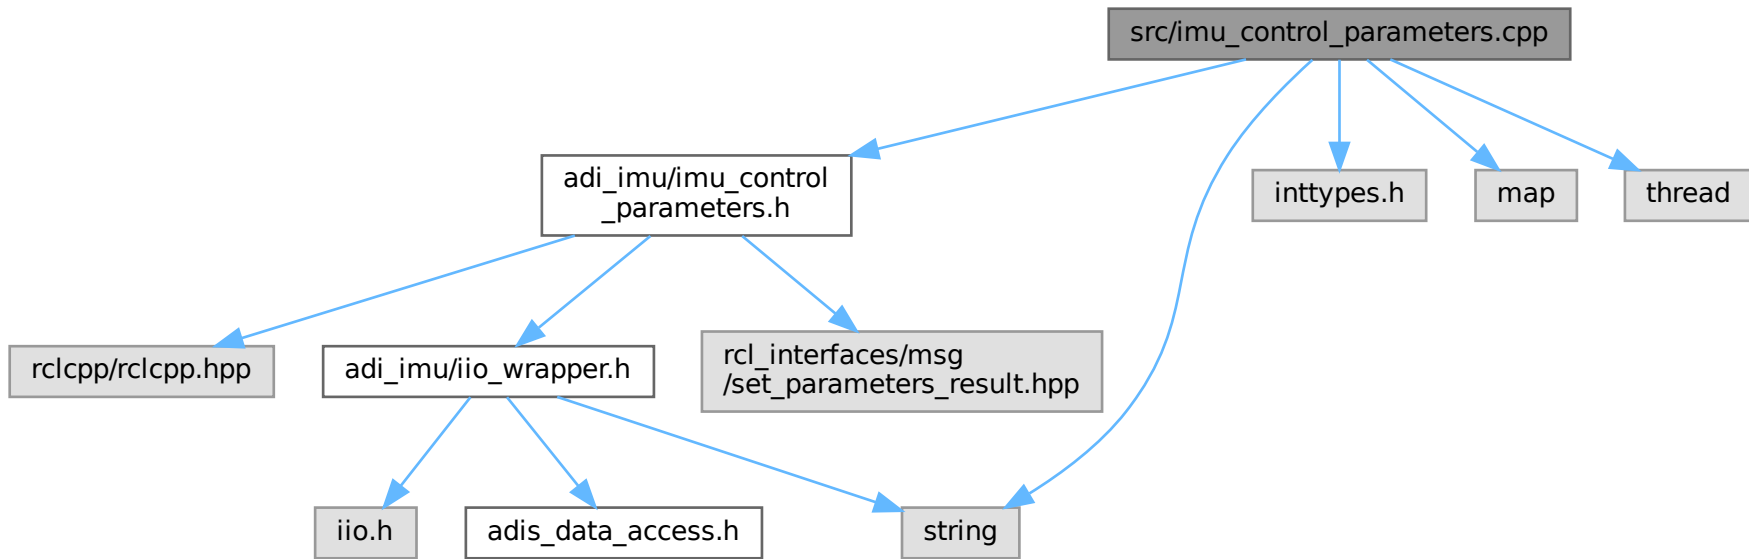 src/imu_control_parameters.cpp
adi_imu/imu_control
_parameters.h
inttypes.h
map
thread
rclcpp/rclcpp.hpp
adi_imu/iio_wrapper.h
rcl_interfaces/msg
/set_parameters_result.hpp
iio.h
adis_data_access.h
string